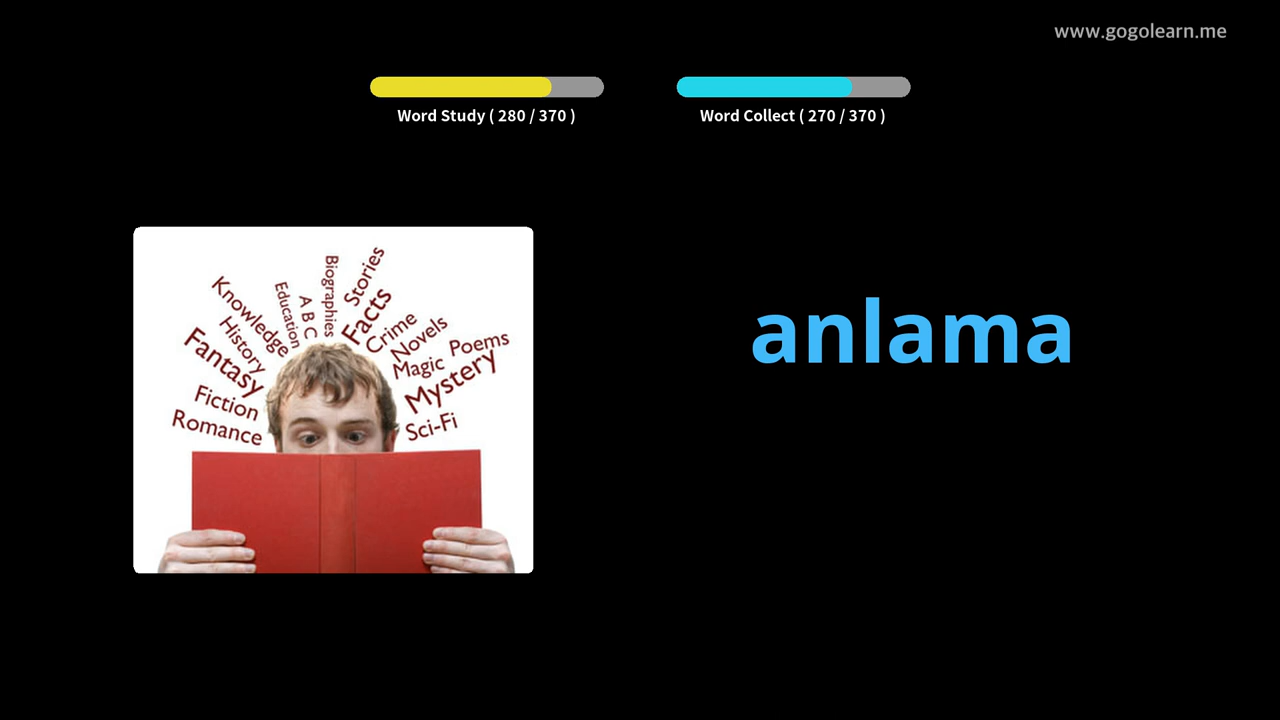 www.gogolearn.me
Word Study ( 280 / 370 )
Word Collect ( 270 / 370 )
Biographies
Stories
Education
A B C
Facts
Knowledge
History
Crime
Novels
Poems
Fantasy
Magic
Mystery
Fiction
Romance
Sci-Fi
anlama